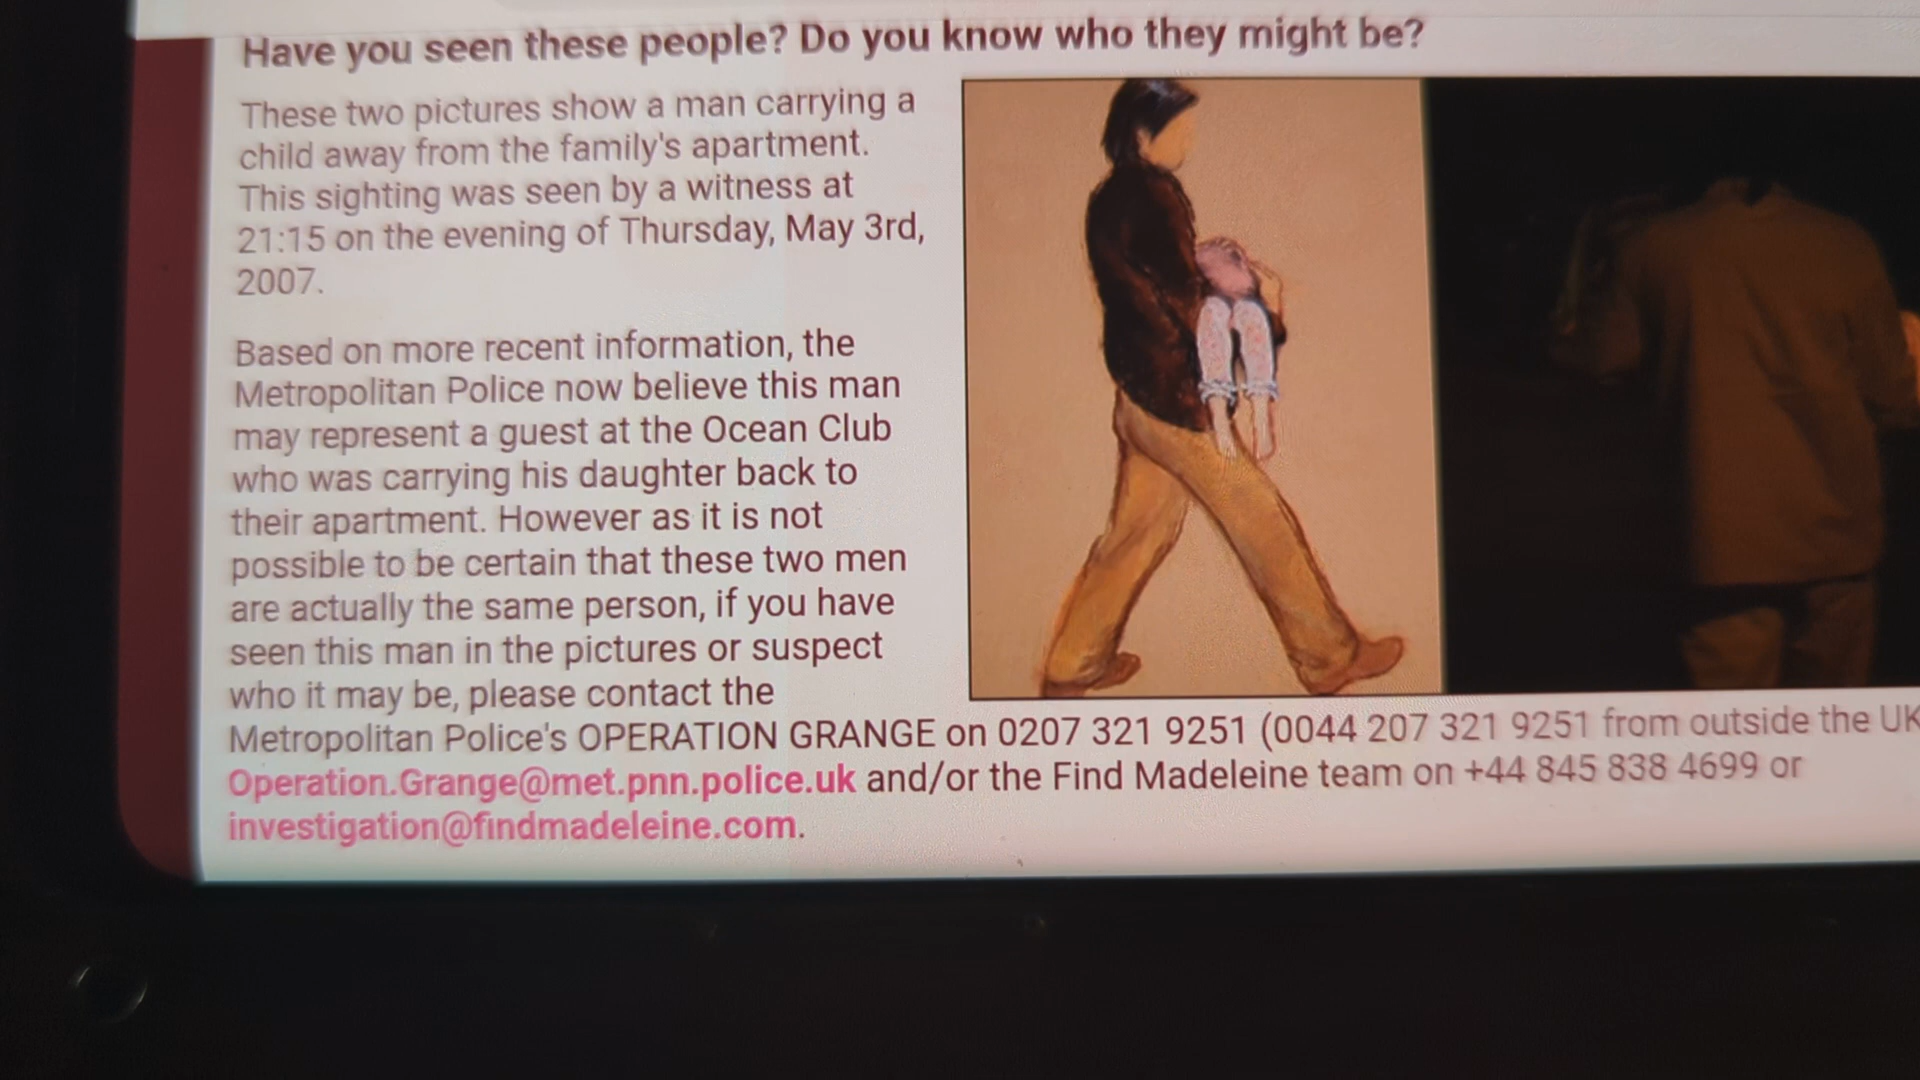 Have you seen these people? Do you know who they might be?
These two pictures show a man carrying a
child away from the family's apartment.
This sighting was seen by a witness at
21:15 on the evening of Thursday, May 3rd,
2007.
Based on more recent information, the
Metropolitan Police now believe this man
may represent a guest at the Ocean Club
who was carrying his daughter back to
their apartment. However as it is not
possible to be certain that these two men
are actually the same person, if you have
seen this man in the pictures or suspect
who it may be, please contact the
Metropolitan Police's OPERATION GRANGE on 0207 321 9251 (0044 207 321 9251 from outside the UK
Operation.Grange@met.pnn.police.uk and/or the Find Madeleine team on +44 845 838 4699 or
investigation@findmadeleine.com.